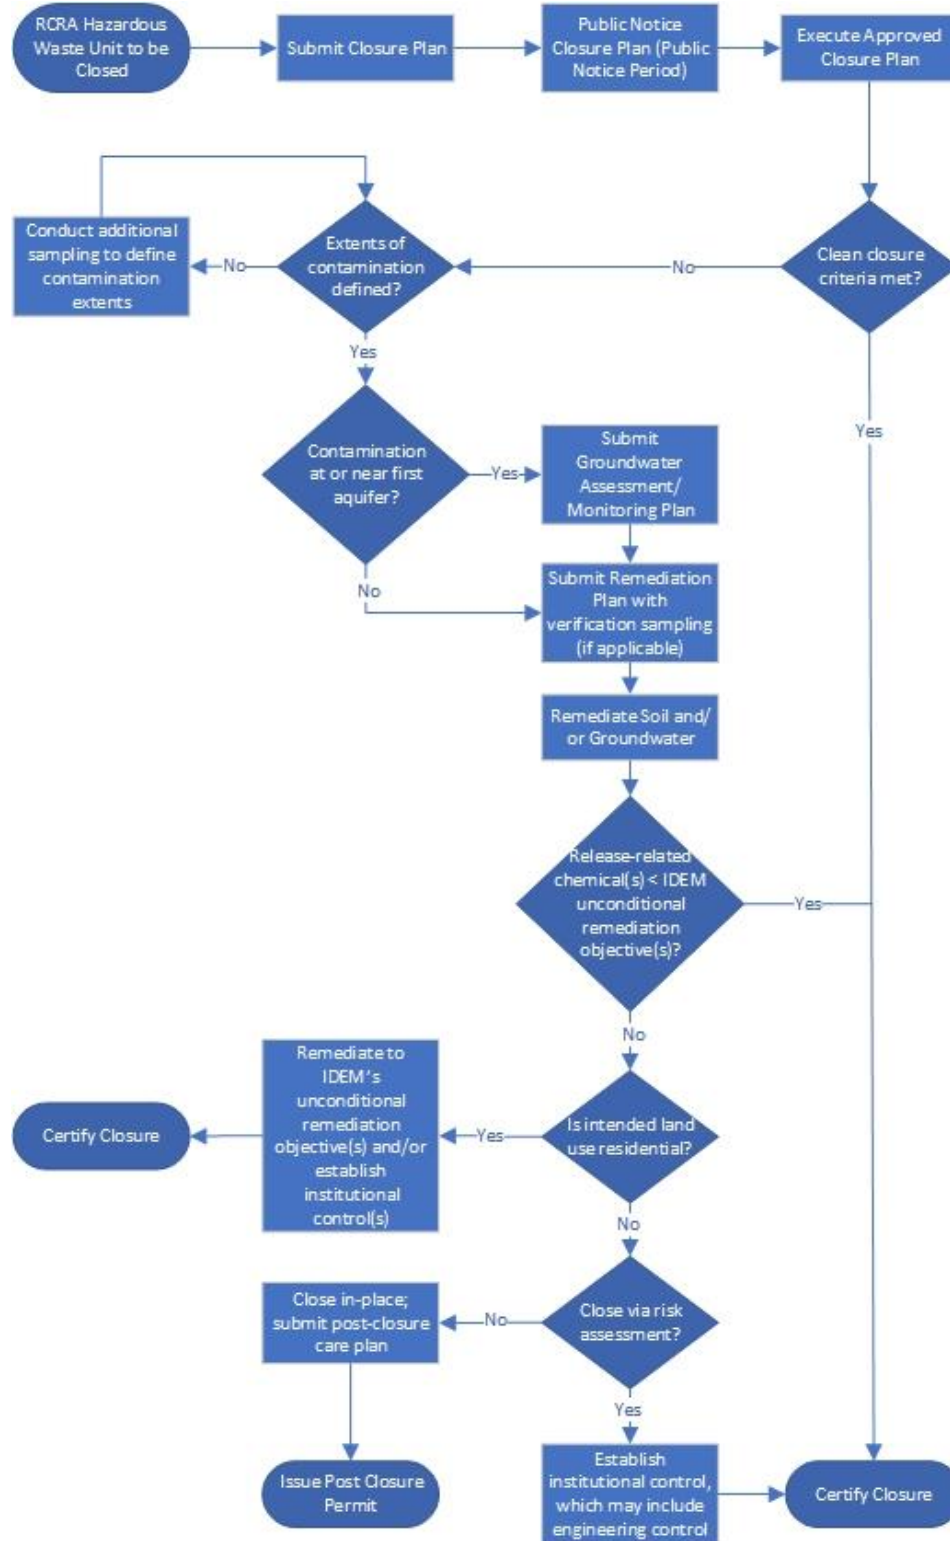 RCRA Hazardous
Waste Unit to be
Closed
Submit Closure Plan
Public Notice
Closure Plan (Public
Notice Period)
Execute Approved
Closure Plan
Conduct additional
sampling to define
contamination
extents
No
Extents of
contamination
defined?
No
Clean closure
criteria met?
Yes
Yes
Contamination
at or near first
aquifer?
Yes
Submit
Groundwater
Assessment/
Monitoring Plan
No
Submit Remediation
Plan with
verification sampling
(if applicable)
Remediate Soil and/
or Groundwater
Release-related
chemical(s) < IDEM
unconditional
remediation
objective(s)?
Yes
No
Certify Closure
Remediate to
IDEM's
unconditional
remediation
objective(s) and/or
establish
institutional
control(s)
Yes
Is intended land
use residential?
No
Close in-place;
submit post-closure
care plan
No
Close via risk
assessment?
Yes
Issue Post Closure
Permit
Establish
institutional control,
which may include
engineering control
Certify Closure